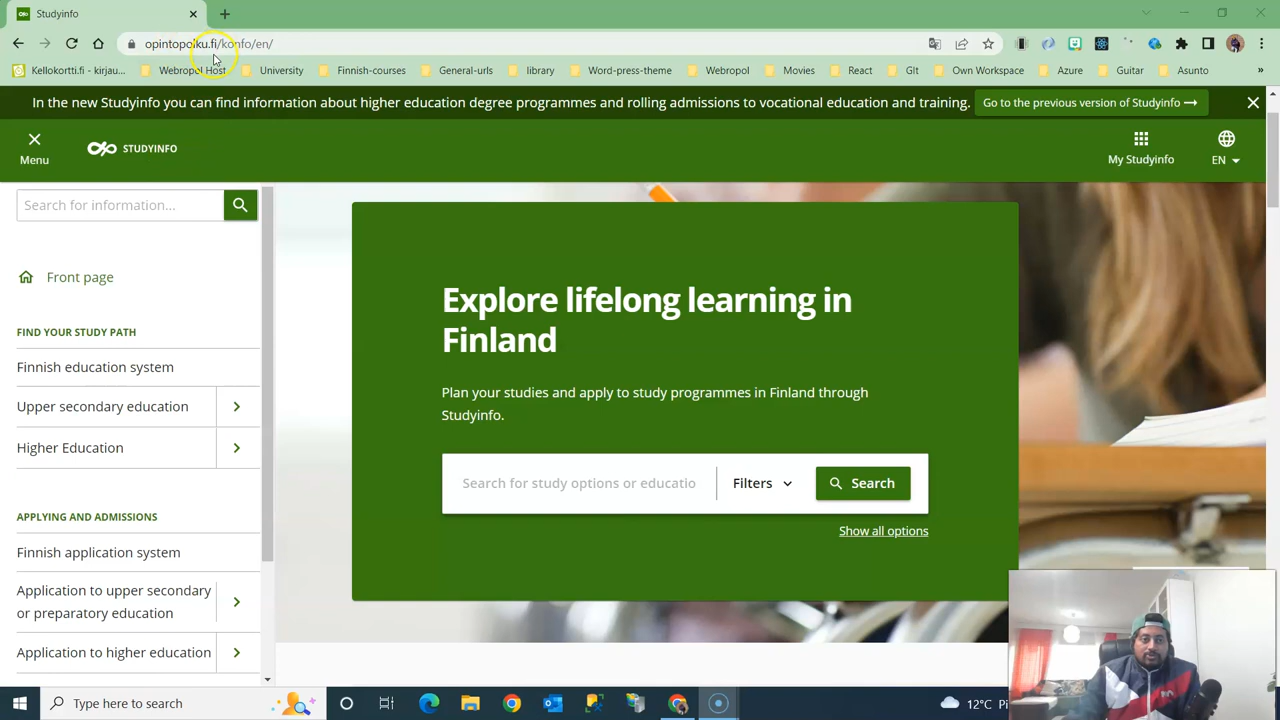 Studyinfo
opintopolku.fi/konfo/en/
Kellokortti.fi - kirjau...
Webropol Host
University
Finnish-courses
General-urls
library
Word-press-theme
Webropol
Movies
React
GIt
Own Workspace
Azure
Guitar
Asunto
»
In the new Studyinfo you can find information about higher education degree programmes and rolling admissions to vocational education and training.
Go to the previous version of Studyinfo
Menu
STUDYINFO
My Studyinfo
EN
Search for information...
Front page
FIND YOUR STUDY PATH
Finnish education system
Upper secondary education
Higher Education
APPLYING AND ADMISSIONS
Finnish application system
Application to upper secondary
or preparatory education
Application to higher education
Explore lifelong learning in
Finland
Plan your studies and apply to study programmes in Finland through
Studyinfo.
Search for study options or educatio
Filters
Search
Show all options
Type here to search
12°C Pi